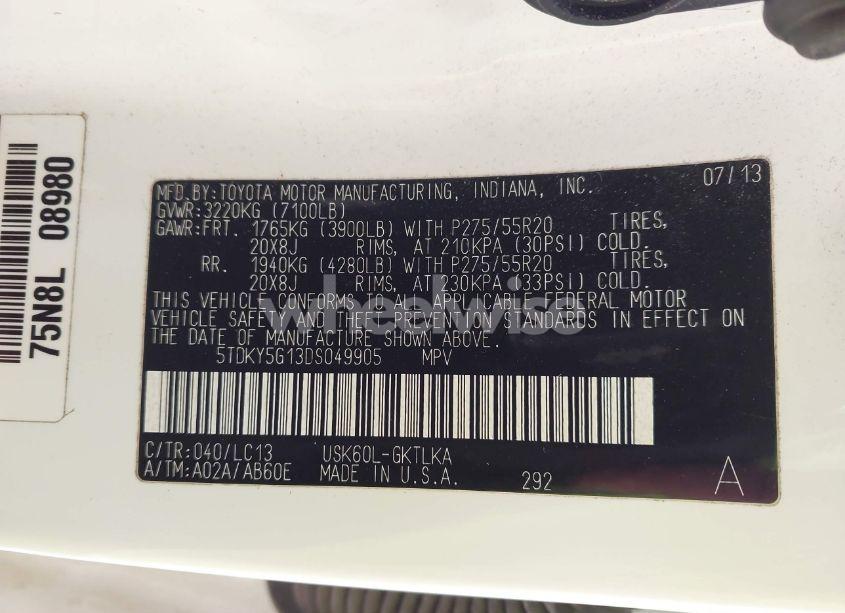 75N8L 08980
MFD.BY:TOYOTA MOTOR MANUFACTURING, INDIANA, INC. 07/13
GVWR:3220KG (7100LB)
GAWR:FRT. 1765KG (3900LB) WITH P275/55R20 TIRES,
20X8J RIMS, AT 210KPA (30PSI) COLD.
RR. 1940KG (4280LB) WITH P275/55R20 TIRES,
20X8J RIMS, AT 230KPA (33PSI) COLD.
THIS VEHICLE CONFORMS TO ALL APPLICABLE FEDERAL MOTOR
VEHICLE SAFETY AND THEFT PREVENTION STANDARDS IN EFFECT ON
THE DATE OF MANUFACTURE SHOWN ABOVE.
5TDKY5G13DS049905 MPV
C/TR:040/LC13 USK60L-GKTLKA
A/TM:A02A/AB60E MADE IN U.S.A. 292 A
wheelwise